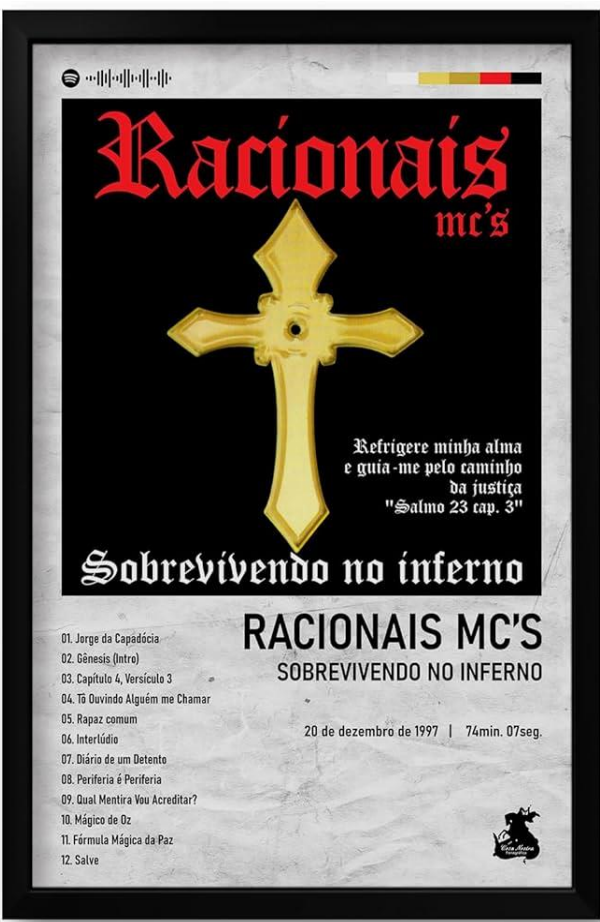 Racionais
mc's
Refrigere minha alma
e guia-me pelo caminho
da justiça
"Salmo 23 cap. 3"
Sobrevivendo no inferno
RACIONAIS MC'S
SOBREVIVENDO NO INFERNO
20 de dezembro de 1997 | 74min. 07seg.
01. Jorge da Capadócia
02. Gênesis (Intro)
03. Capítulo 4, Versículo 3
04. Tô Ouvindo Alguém me Chamar
05. Rapaz comum
06. Interlúdio
07. Diário de um Detento
08. Periferia é Periferia
09. Qual Mentira Vou Acreditar?
10. Mágico de Oz
11. Fórmula Mágica da Paz
12. Salve
Cosa Nostra